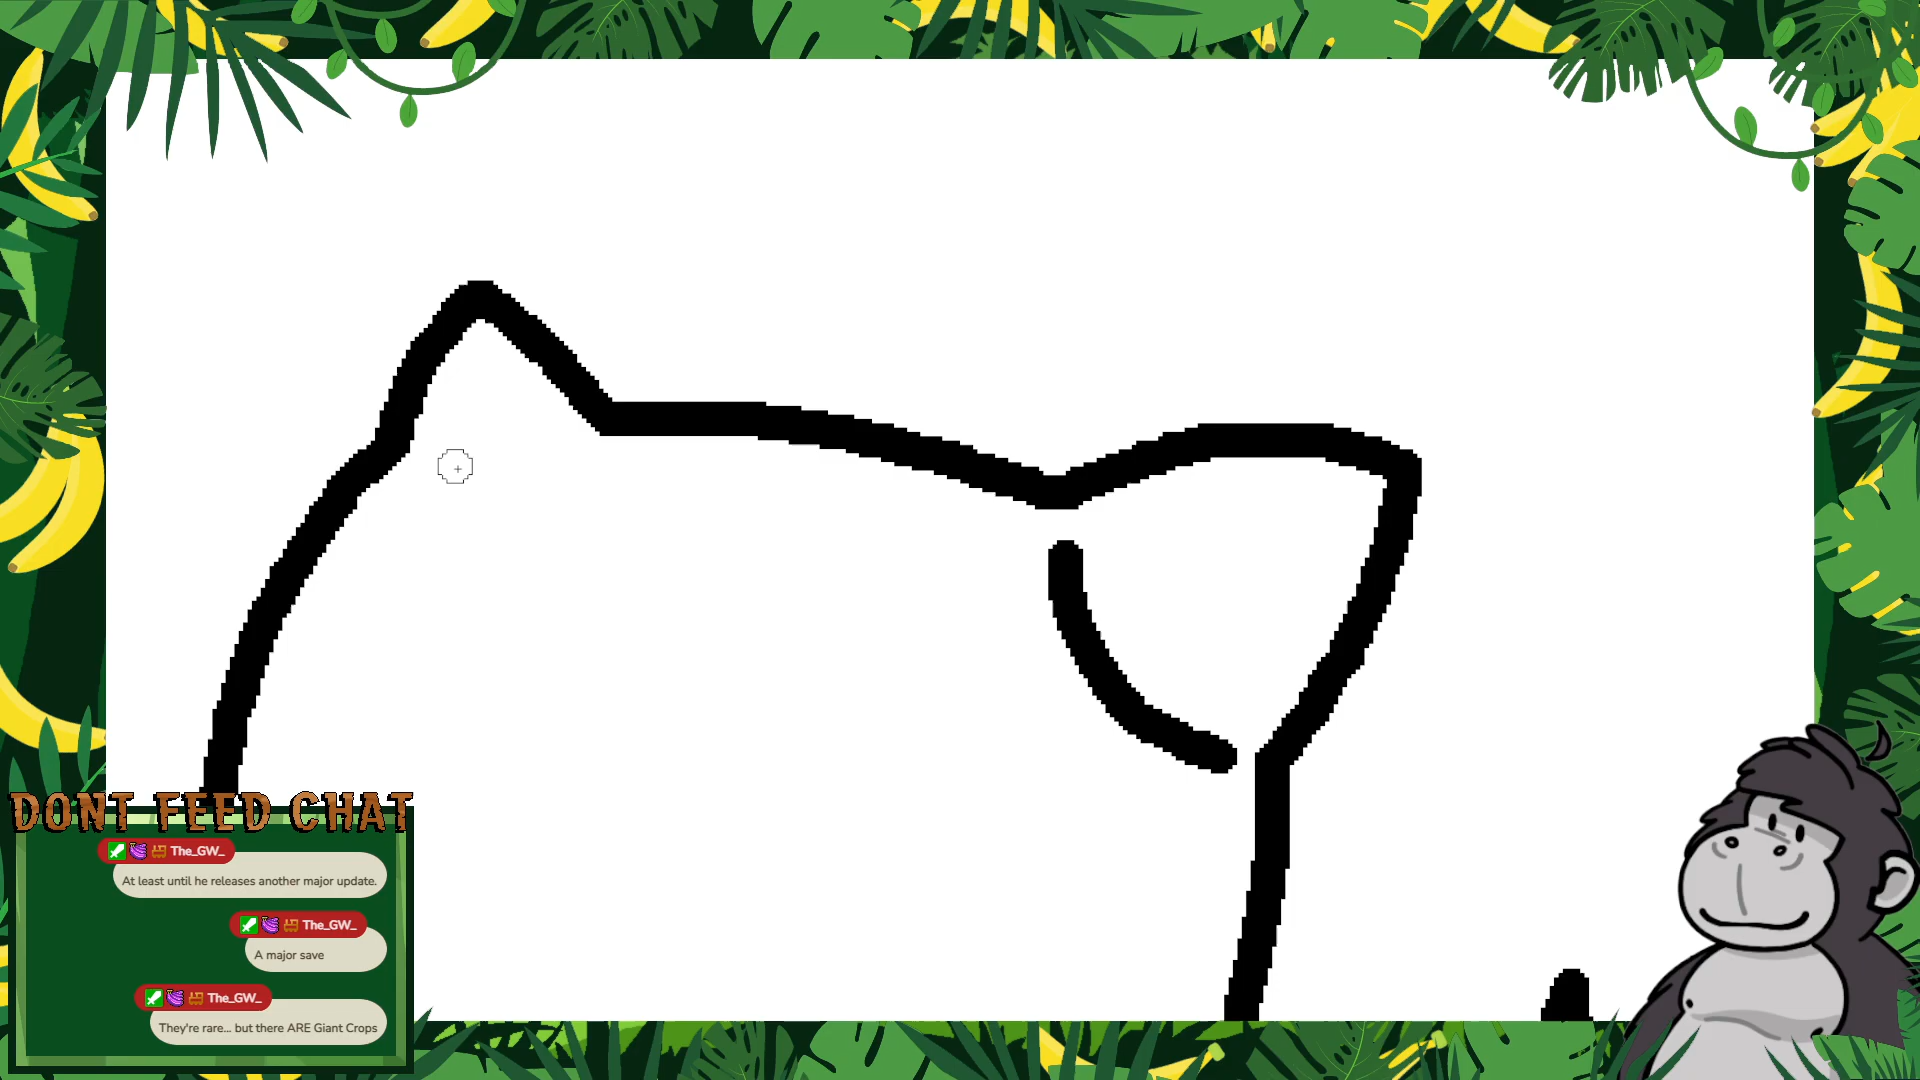 DONT FEED CHAT
The_GW_
At least until he releases another major update.
The_GW_
A major save
The_GW_
They're rare... but there ARE Giant Crops